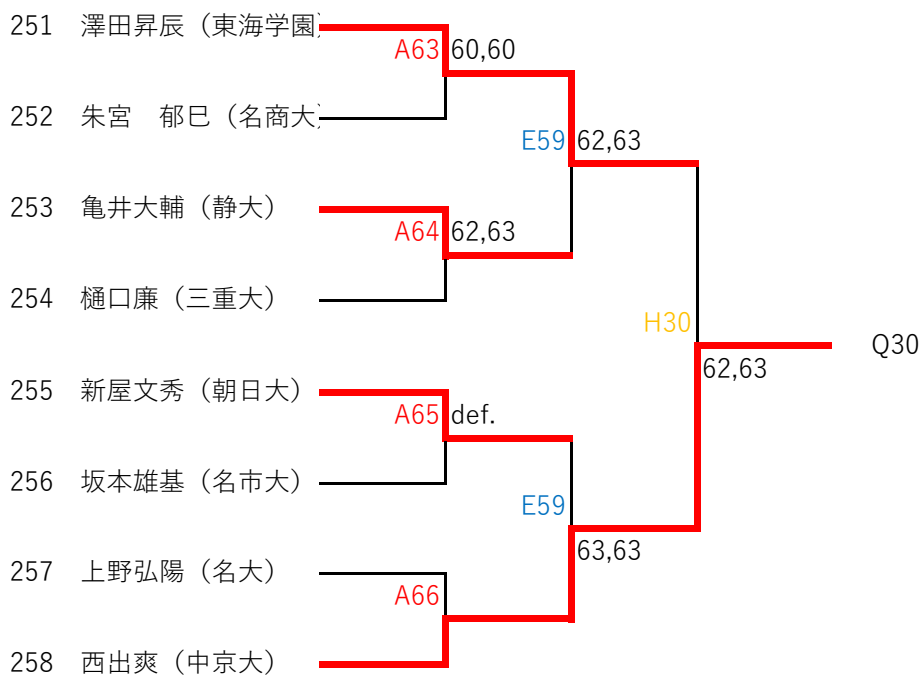 251 澤田昇辰（東海学園)
A63 60,60
252 朱宮　郁巳（名商大)
E59 62,63
253 亀井大輔（静大）
A64 62,63
254 樋口廉（三重大）
H30
Q30
62,63
255 新屋文秀（朝日大）
A65 def.
256 坂本雄基（名市大）
E59
63,63
257 上野弘陽（名大）
A66
258 西出爽（中京大）